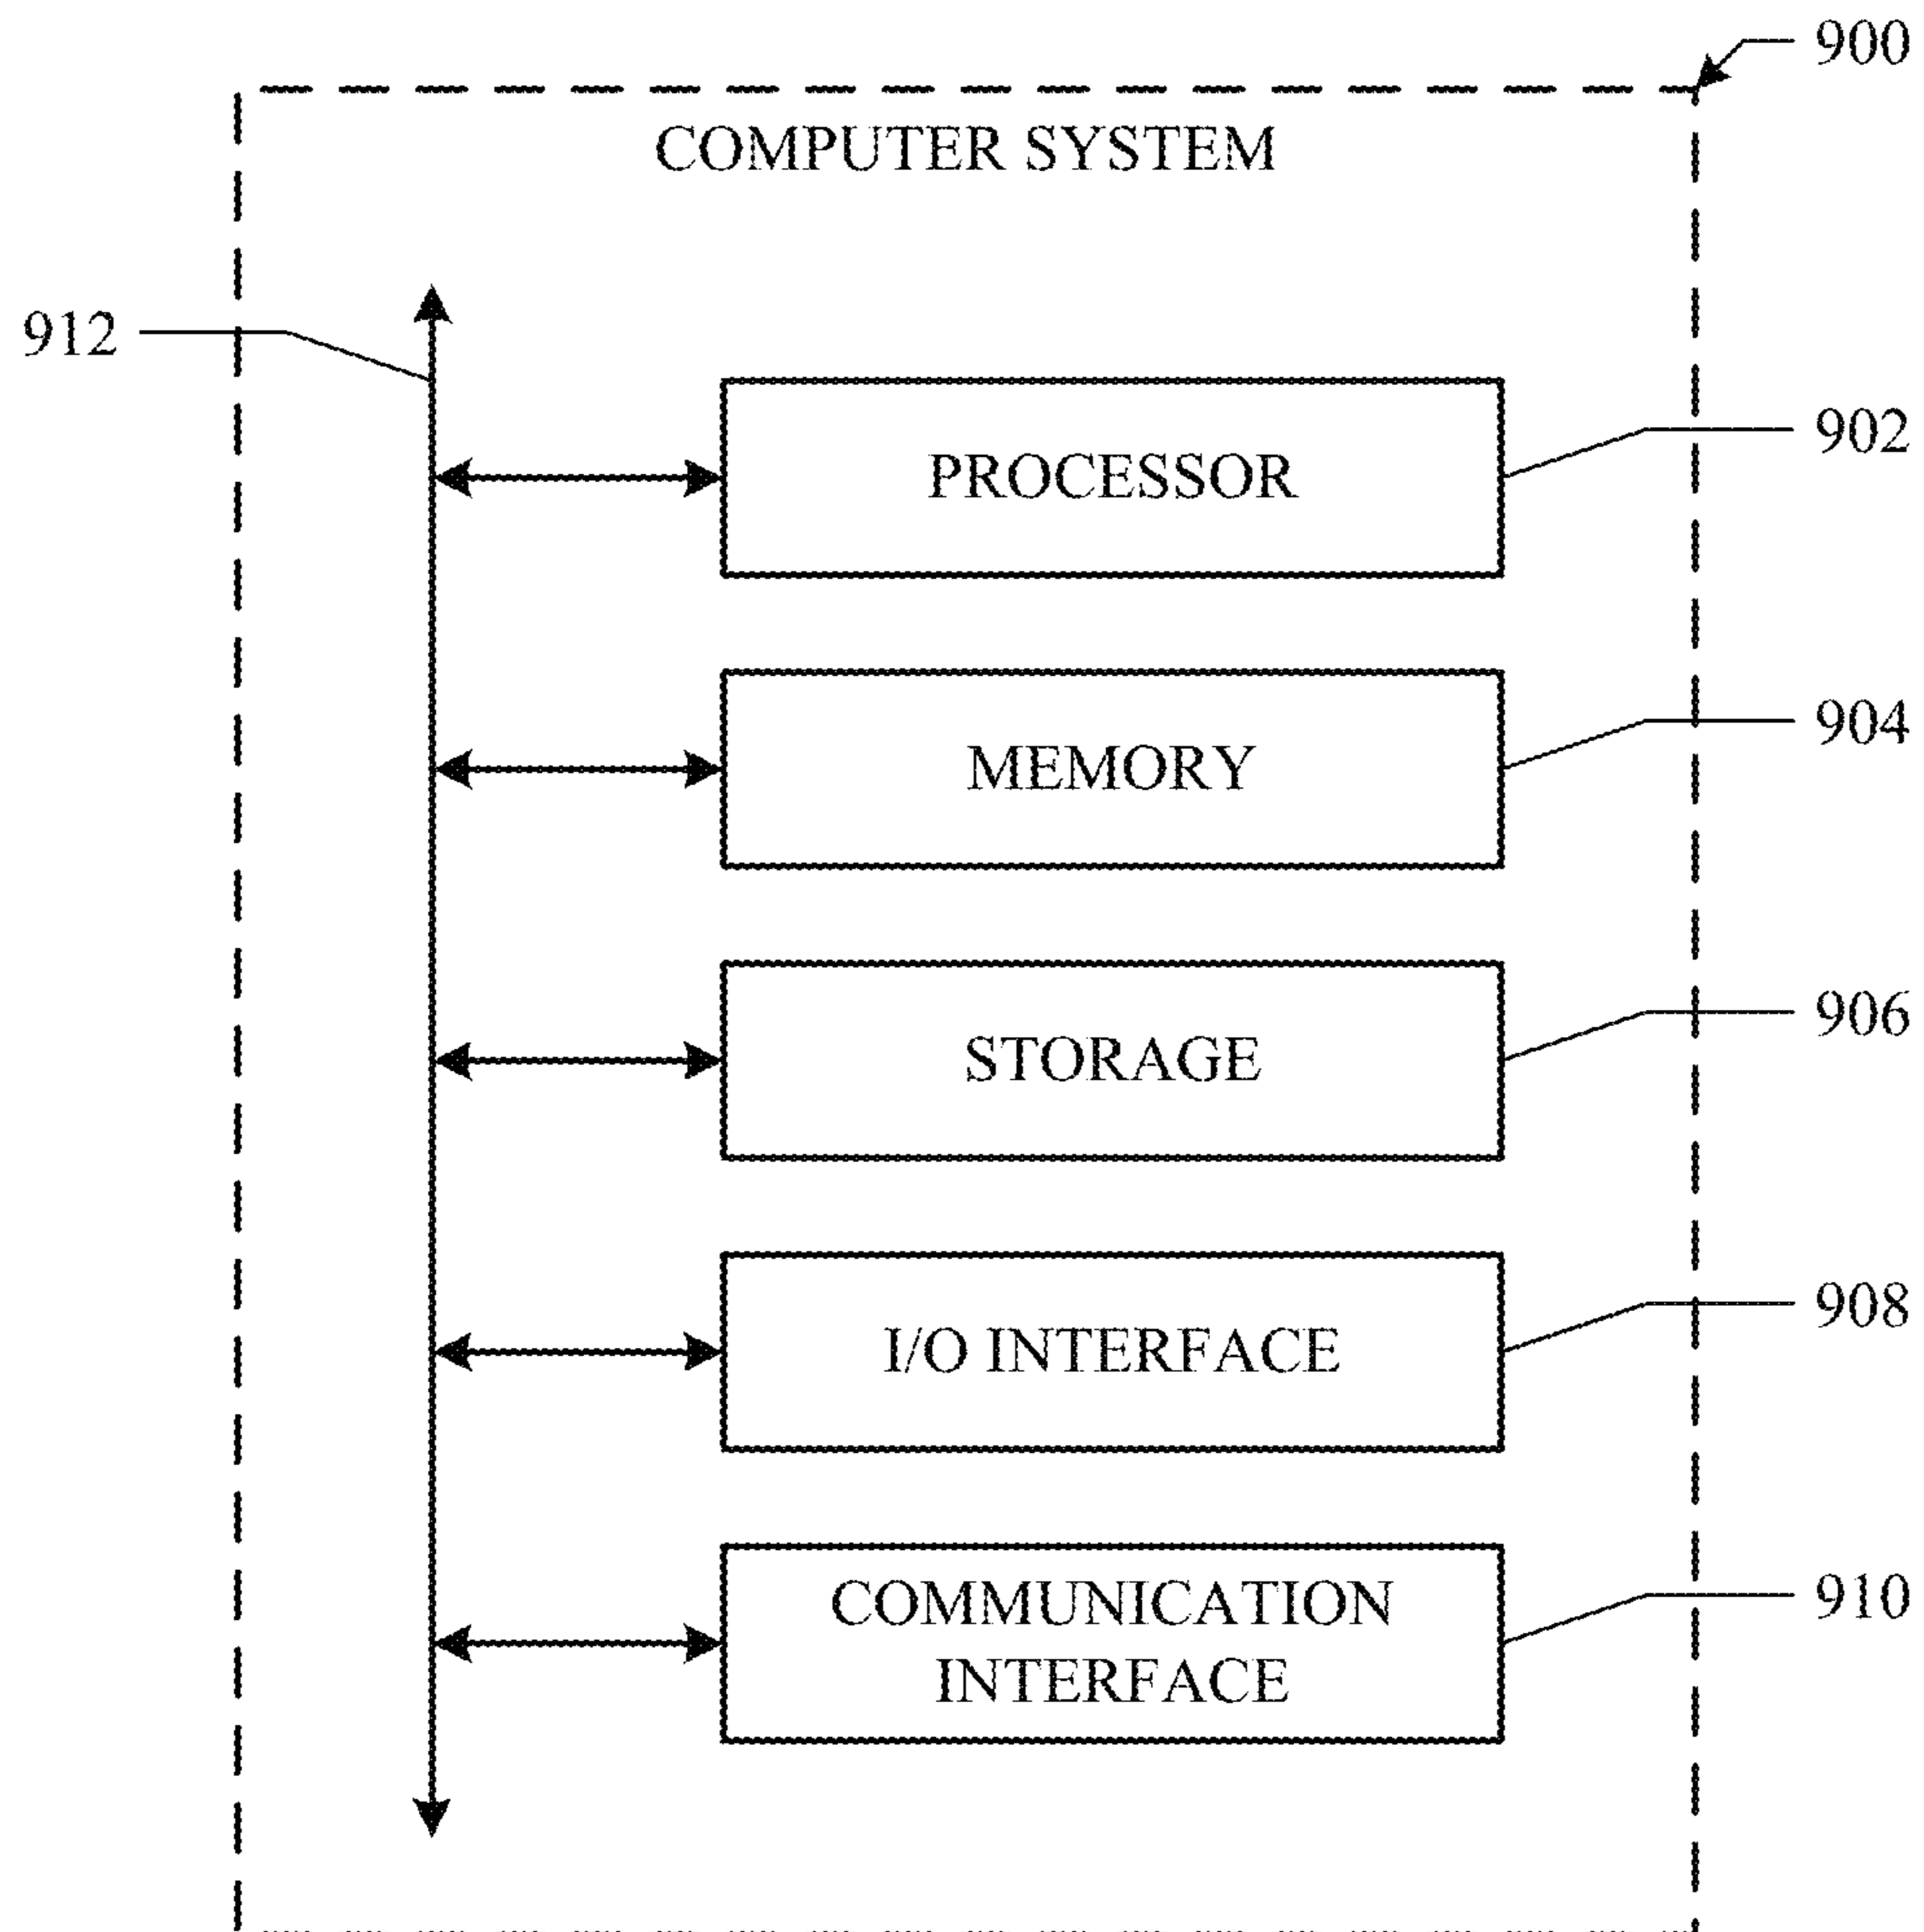 900
COMPUTER SYSTEM
912
902
PROCESSOR
904
MEMORY
906
STORAGE
908
I/O INTERFACE
910
COMMUNICATION
INTERFACE